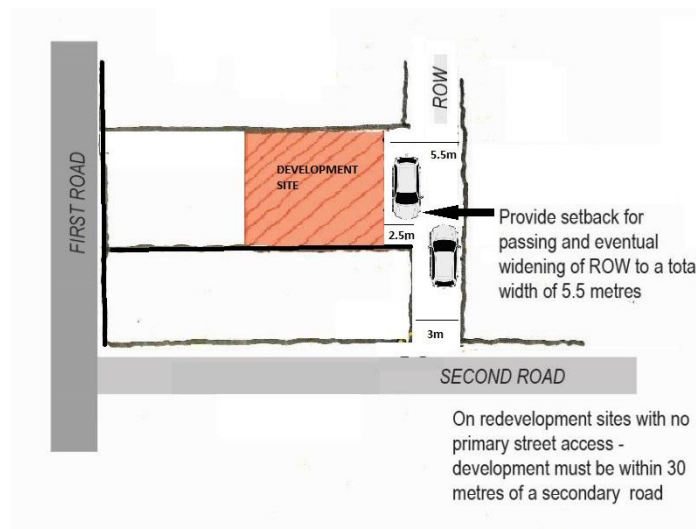 ROW
5.5m
DEVELOPMENT
SITE
FIRST ROAD
2.5m
Provide setback for
passing and eventual
widening of ROW to a tota
width of 5.5 metres
3m
SECOND ROAD
On redevelopment sites with no
primary street access -
development must be within 30
metres of a secondary road